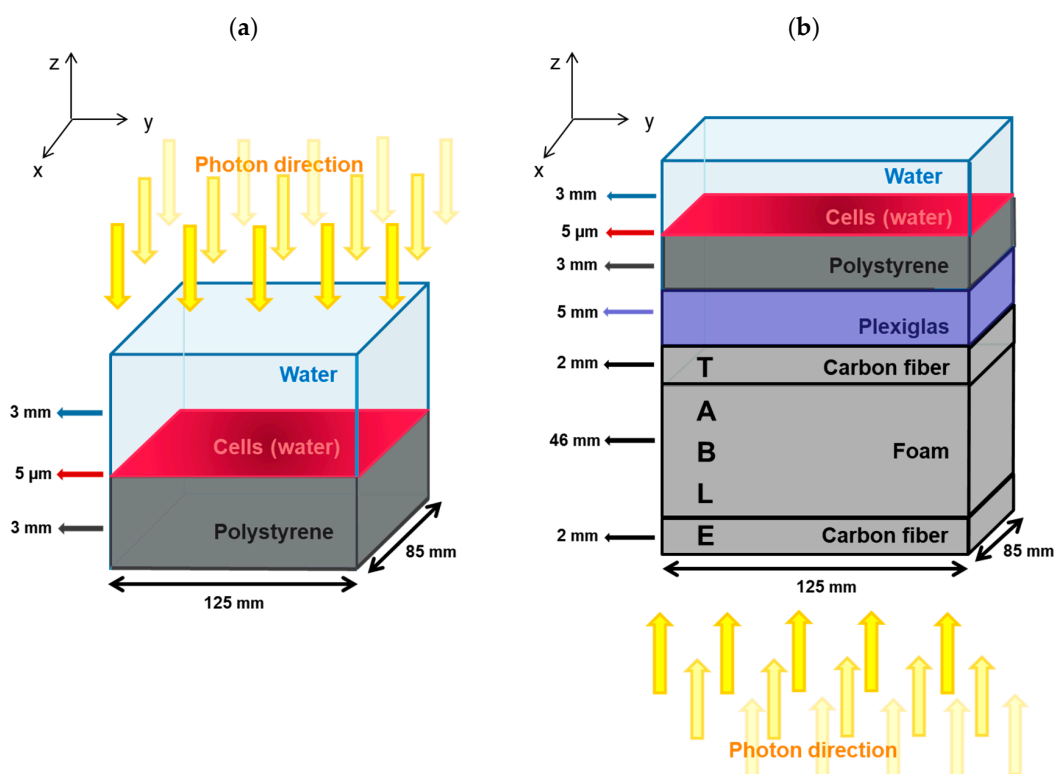 (a)
z
y
x
Photon direction
Water
3 mm
Cells (water)
5 µm
Polystyrene
3 mm
85 mm
125 mm
(b)
z
y
x
Water
3 mm
Cells (water)
5 µm
Polystyrene
3 mm
5 mm
Plexiglas
2 mm
T
Carbon fiber
A
46 mm
B
Foam
L
2 mm
E
Carbon fiber
85 mm
125 mm
Photon direction